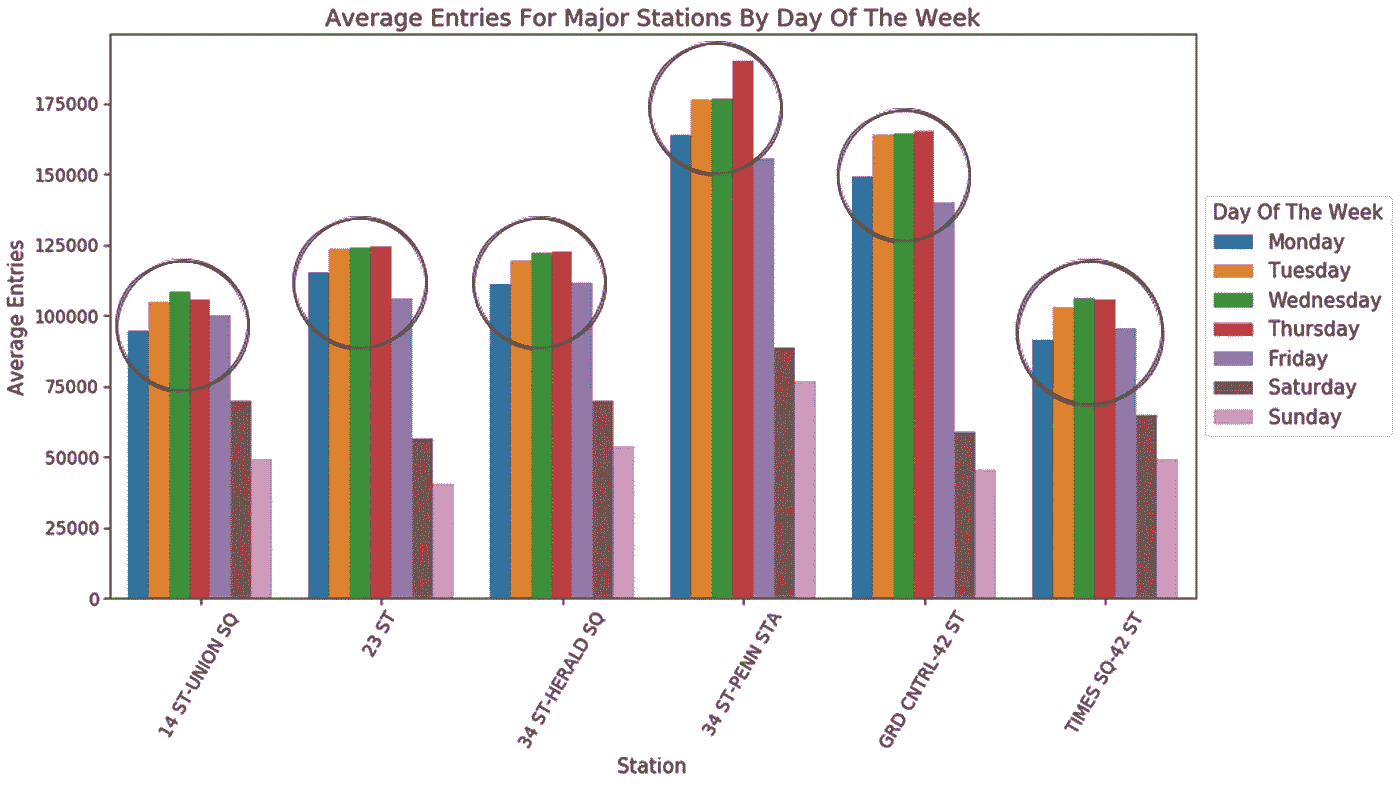 Average Entries For Major Stations By Day Of The Week
Average Entries
175000
150000
125000
100000
75000
50000
25000
0
14 ST-UNION SQ
23 ST
34 ST-HERALD SQ
34 ST-PENN STA
GRD CNTRL-42 ST
TIMES SQ-42 ST
Station
Day Of The Week
Monday
Tuesday
Wednesday
Thursday
Friday
Saturday
Sunday